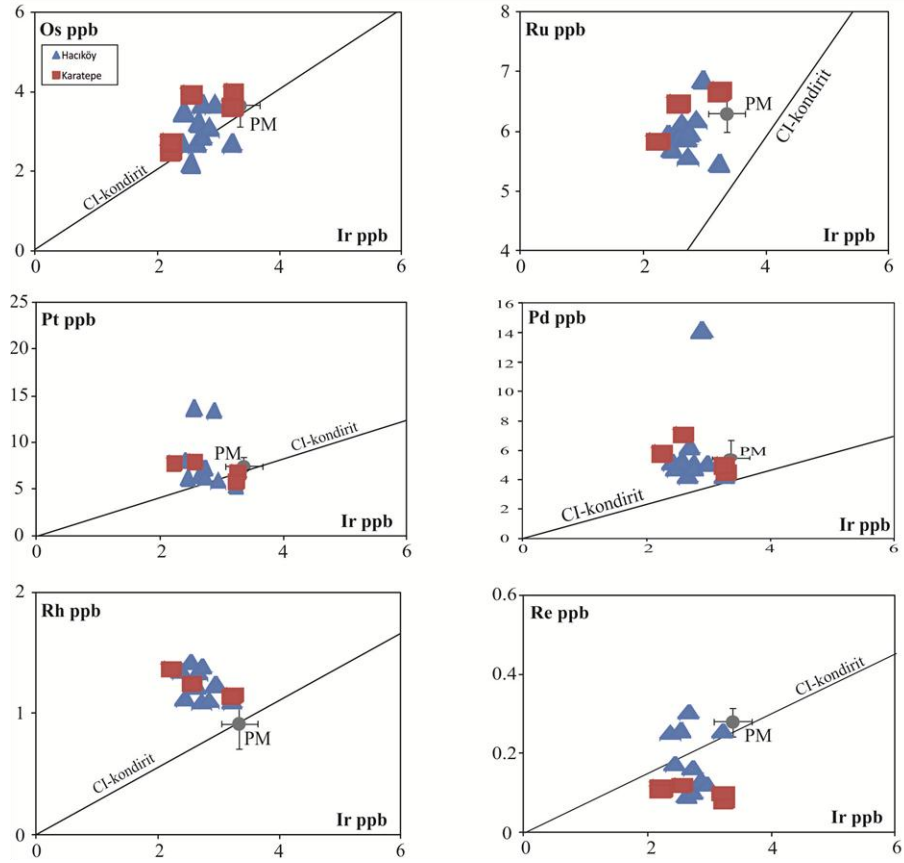 Os ppb
Hacıköy
Karatepe
PM
CI-kondirit
Ir ppb
0
2
4
6
0
2
4
6
Ru ppb
PM
CI-kondirit
Ir ppb
4
5
6
7
8
0
2
4
6
Pt ppb
PM
CI-kondirit
Ir ppb
0
5
10
15
20
25
0
2
4
6
Pd ppb
PM
CI-kondirit
Ir ppb
0
2
4
6
8
10
12
14
16
0
2
4
6
Rh ppb
PM
CI-kondirit
Ir ppb
0
1
2
0
2
4
6
Re ppb
CI-kondirit
PM
Ir ppb
0
0.2
0.4
0.6
0
2
4
6